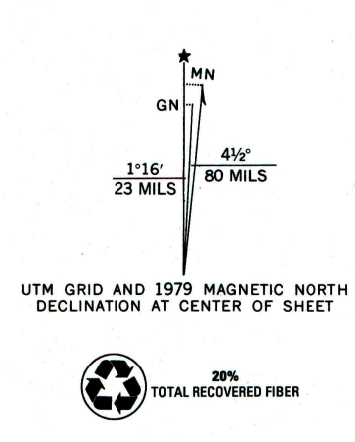 ★
MN
GN
1°16′
23 MILS
4½°
80 MILS
UTM GRID AND 1979 MAGNETIC NORTH
DECLINATION AT CENTER OF SHEET
20%
TOTAL RECOVERED FIBER